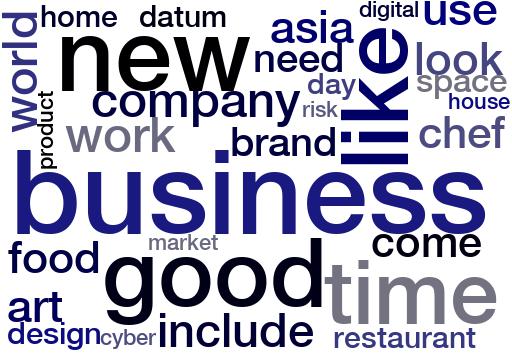 home datum digital use
world new asia like
need look
day space
company risk house
product work brand chef
business
market come
food good time
art
design cyber include restaurant